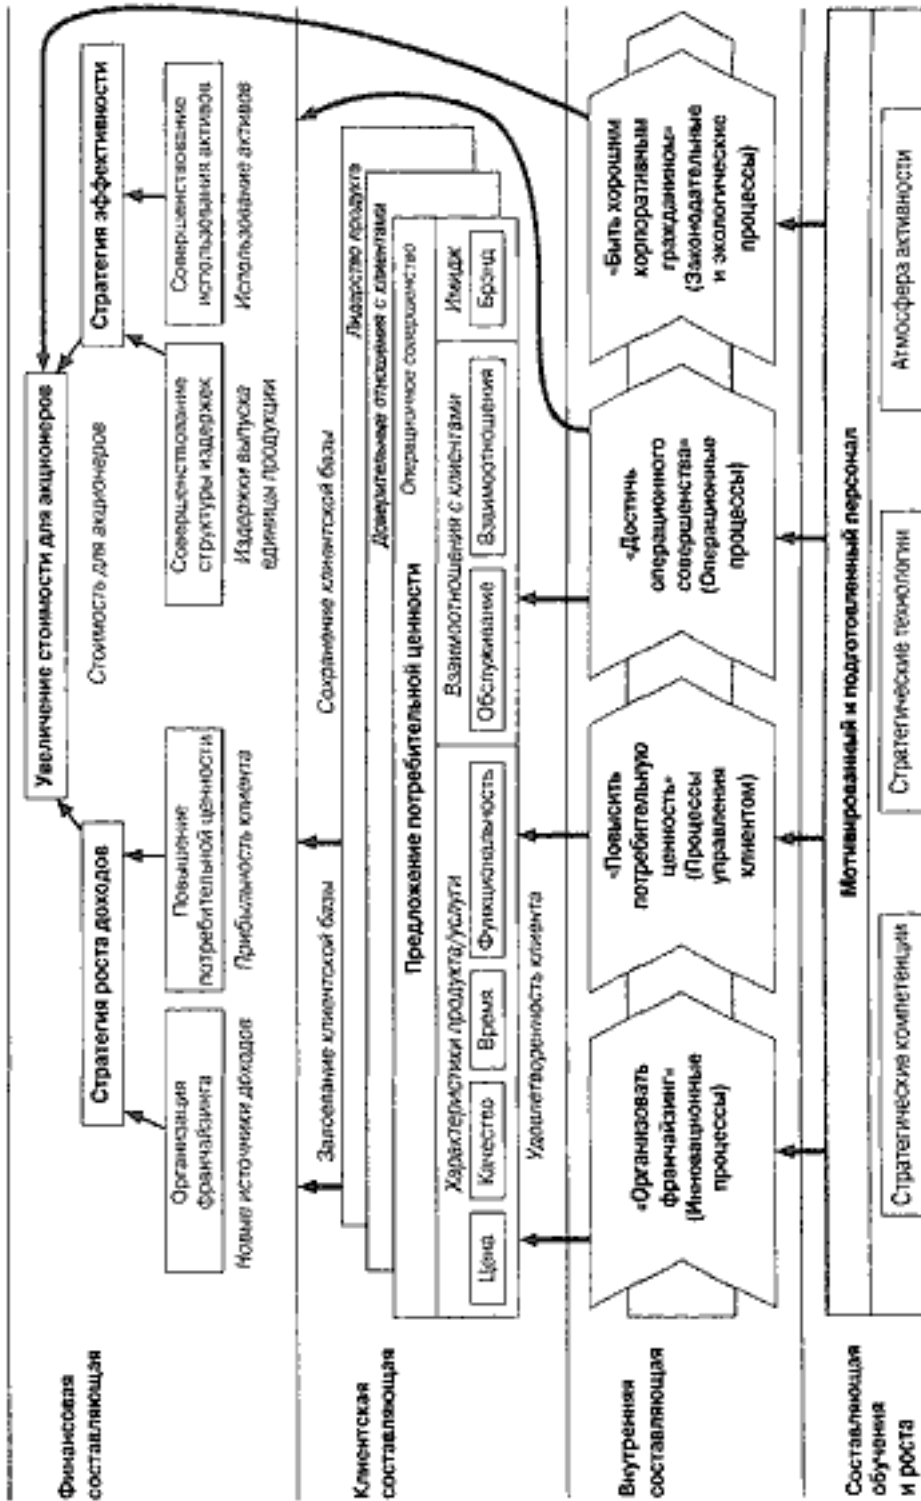 Финансовая
составляющая
Увеличение стоимости для акционеров
Стоимость для акционеров
Стратегия роста доходов
Стратегия эффективности
Организация
франчайзинга
Повышение
потребительной ценности
Совершенствование
структуры издержек
Совершенствование
использования активов
Новые источники доходов
Прибыльность клиента
Издержки выпуска
единицы продукции
Использование активов
Клиентская
составляющая
Завоевание клиентской базы
Сохранение клиентской базы
Лидерство продукта
Доверительные отношения с клиентами
Операционное совершенство
Предложение потребительной ценности
Характеристики продукта/услуги
Взаимоотношения с клиентами
Имидж
Цена
Качество
Время
Функциональность
Обслуживание
Взаимоотношения
Брэнд
Удовлетворенность клиента
Внутренняя
составляющая
«Организовать
франчайзинг»
(Инновационные
процессы)
«Повысить
потребительную
ценность»
(Процессы
управления
клиентом)
«Достичь
операционного
совершенства»
(Операционные
процессы)
«Быть хорошим
корпоративным
гражданином»
(Законодательные
и экологические
процессы)
Составляющая
обучения
и роста
Мотивированный и подготовленный персонал
Стратегические компетенции
Стратегические технологии
Атмосфера активности